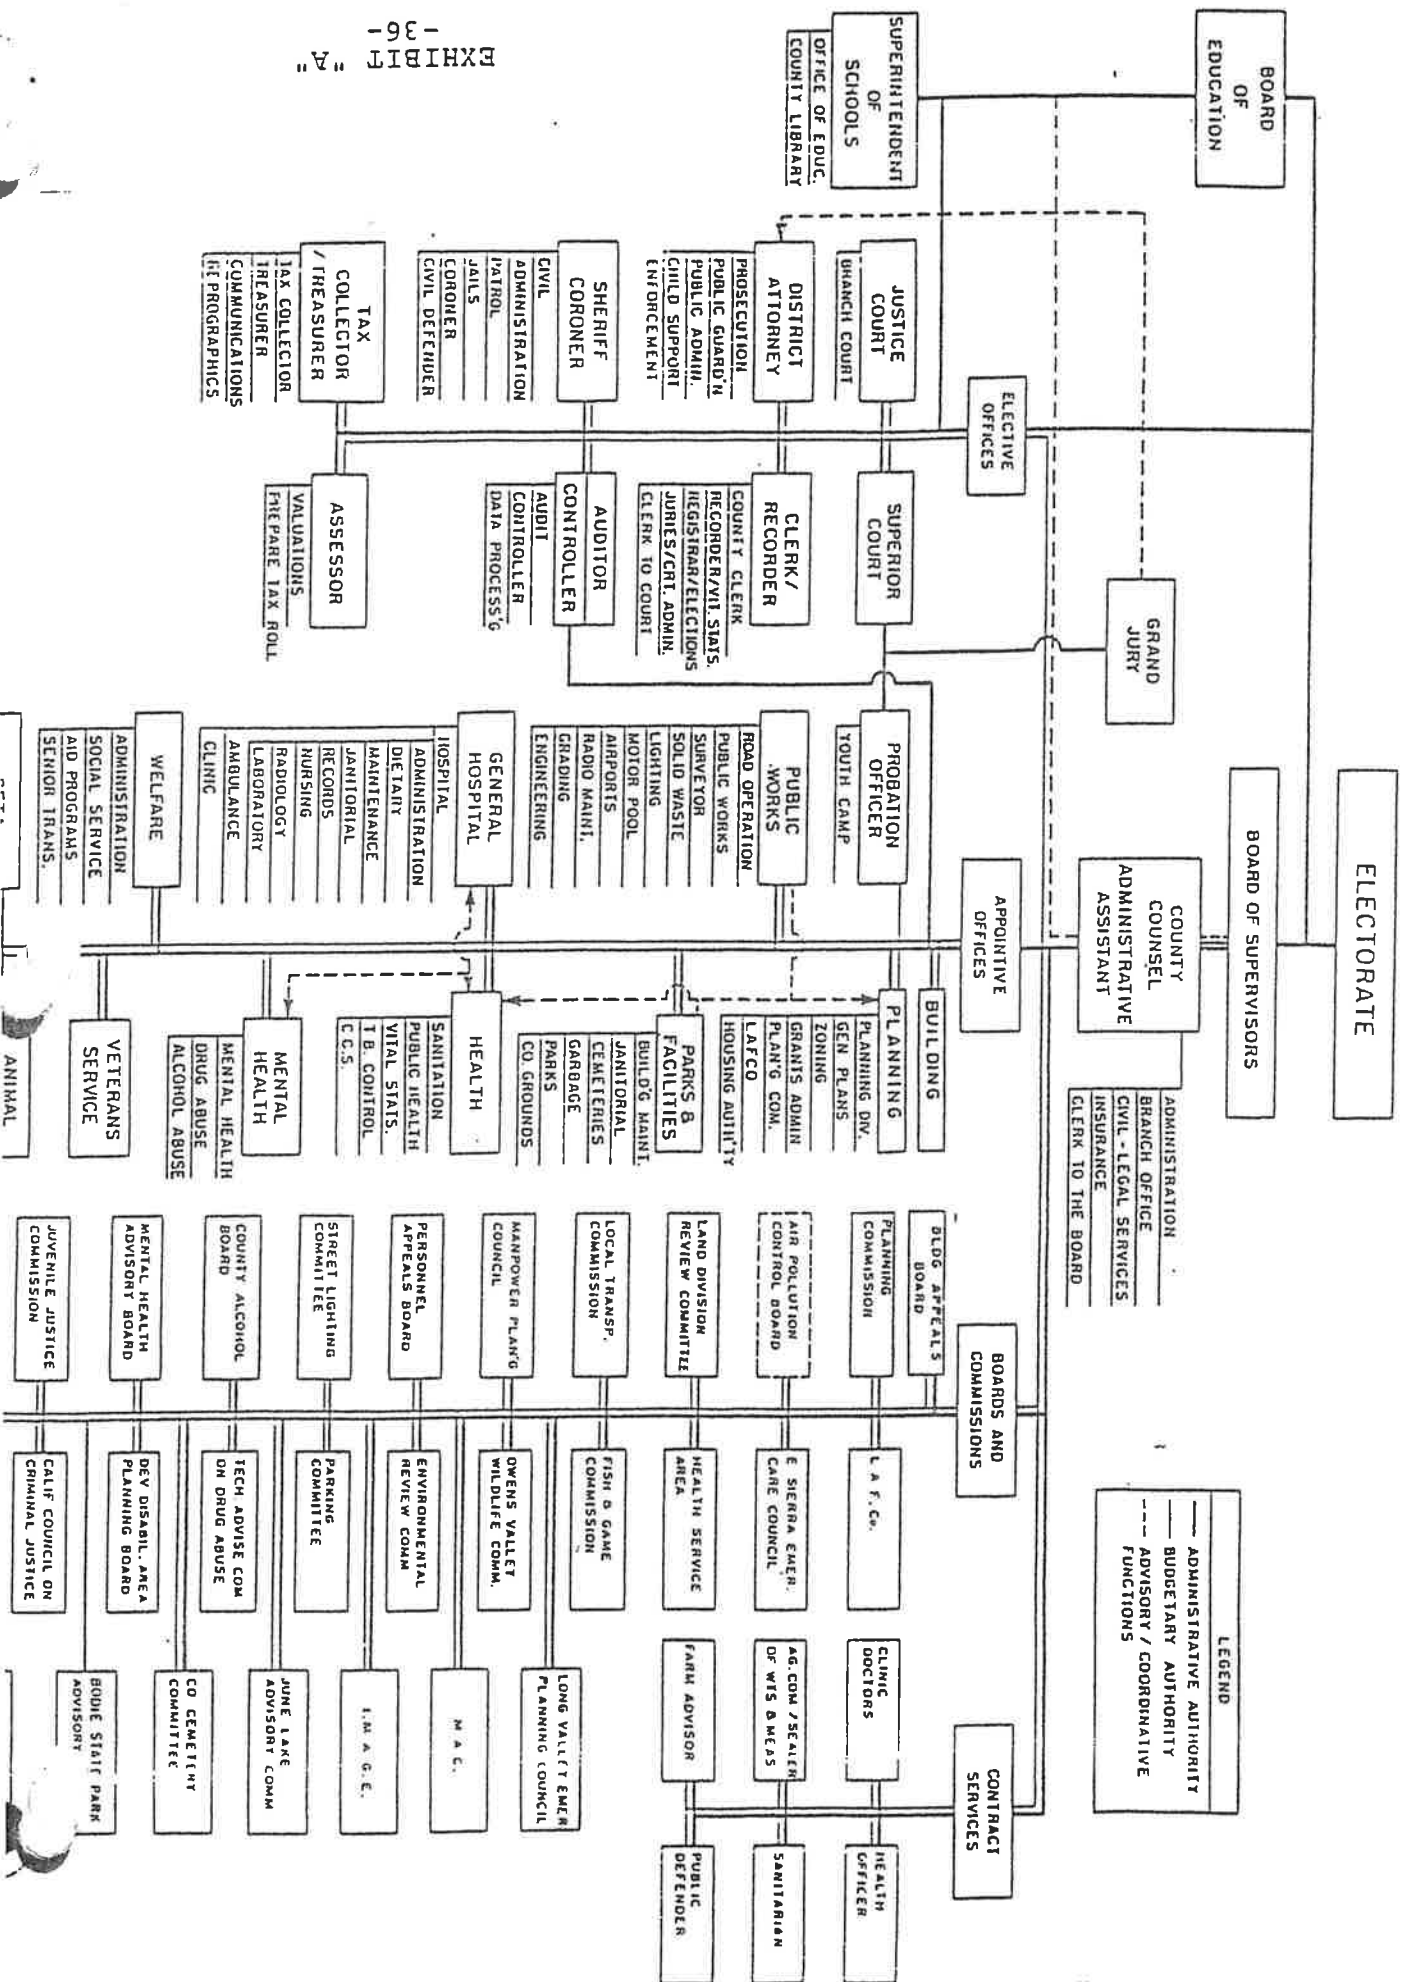 ELECTORATE
BOARD OF SUPERVISORS
BOARD
OF
EDUCATION
SUPERINTENDENT
OF
SCHOOLS
OFFICE OF EDUC.
COUNTY LIBRARY
GRAND
JURY
COUNTY
COUNSEL
ADMINISTRATIVE
ASSISTANT
ADMINISTRATION
BRANCH OFFICE
CIVIL-LEGAL SERVICES
INSURANCE
CLERK TO THE BOARD
LEGEND
ADMINISTRATIVE AUTHORITY
BUDGETARY AUTHORITY
ADVISORY / COORDINATIVE
FUNCTIONS
ELECTIVE
OFFICES
JUSTICE
COURT
BRANCH COURT
SUPERIOR
COURT
DISTRICT
ATTORNEY
PROSECUTION
PUBLIC GUARD'N
PUBLIC ADMIN.
CHILD SUPPORT
ENFORCEMENT
CLERK/
RECORDER
COUNTY CLERK
RECORDER/VIT. STATS.
REGISTRAR/ELECTIONS
JURIES/CRT. ADMIN.
CLERK TO COURT
SHERIFF
CORONER
CIVIL
ADMINISTRATION
PATROL
JAILS
CORONER
CIVIL DEFENDER
AUDITOR
CONTROLLER
AUDIT
CONTROLLER
DATA PROCESS'G
TAX
COLLECTOR
/TREASURER
TAX COLLECTOR
TREASURER
COMMUNICATIONS
REPROGRAPHICS
ASSESSOR
VALUATIONS
PREPARE TAX ROLL
APPOINTIVE
OFFICES
PROBATION
OFFICER
YOUTH CAMP
BUILDING
PLANNING
PLANNING DIV.
GEN PLANS
ZONING
GRANTS ADMIN
PLAN'G COM.
LAFCO
HOUSING AUTH'TY
PUBLIC
WORKS
ROAD OPERATION
PUBLIC WORKS
SURVEYOR
SOLID WASTE
LIGHTING
MOTOR POOL
AIRPORTS
RADIO MAINT.
GRADING
ENGINEERING
PARKS &
FACILITIES
BUILD'G MAINT.
JANITORIAL
CEMETERIES
GARBAGE
PARKS
CO. GROUNDS
GENERAL
HOSPITAL
HOSPITAL
ADMINISTRATION
DIETARY
MAINTENANCE
JANITORIAL
RECORDS
NURSING
RADIOLOGY
LABORATORY
AMBULANCE
CLINIC
HEALTH
SANITATION
PUBLIC HEALTH
VITAL STATS.
T B. CONTROL
C.C.S.
WELFARE
ADMINISTRATION
SOCIAL SERVICE
AID PROGRAMS
SENIOR TRANS.
MENTAL
HEALTH
MENTAL HEALTH
DRUG ABUSE
ALCOHOL ABUSE
VETERANS
SERVICE
ANIMAL
BOARDS AND
COMMISSIONS
BLDG APPEALS
BOARD
PLANNING
COMMISSION
L A F. Co.
AIR POLLUTION
CONTROL BOARD
E SIERRA EMER.
CARE COUNCIL
LAND DIVISION
REVIEW COMMITTEE
HEALTH SERVICE
AREA
LOCAL TRANSP.
COMMISSION
FISH & GAME
COMMISSION
LONG VALLEY EMER
PLANNING COUNCIL
MANPOWER PLAN'G
COUNCIL
OWENS VALLEY
WILDLIFE COMM.
M A C.
PERSONNEL
APPEALS BOARD
ENVIRONMENTAL
REVIEW COMM
I. M A G. E.
STREET LIGHTING
COMMITTEE
PARKING
COMMITTEE
JUNE LAKE
ADVISORY COMM
COUNTY ALCOHOL
BOARD
TECH. ADVISE COM
ON DRUG ABUSE
CO CEMETERY
COMMITTEE
MENTAL HEALTH
ADVISORY BOARD
DEV DISABIL. AREA
PLANNING BOARD
BODIE STATE PARK
ADVISORY
JUVENILE JUSTICE
COMMISSION
CALIF COUNCIL ON
CRIMINAL JUSTICE
CONTRACT
SERVICES
CLINIC
DOCTORS
HEALTH
OFFICER
AG. COM / SEALER
OF WTS & MEAS
SANITARIAN
FARM ADVISOR
PUBLIC
DEFENDER
EXHIBIT "A"
-36-